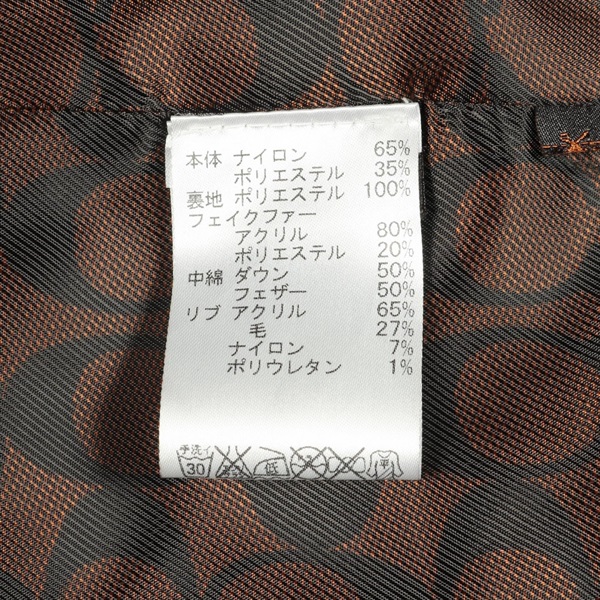 本体 ナイロン 65%
ポリエステル 35%
裏地 ポリエステル 100%
フェイクファー
アクリル 80%
ポリエステル 20%
中綿 ダウン 50%
フェザー 50%
リブ アクリル 65%
毛 27%
ナイロン 7%
ポリウレタン 1%
手洗イ
30 低 平